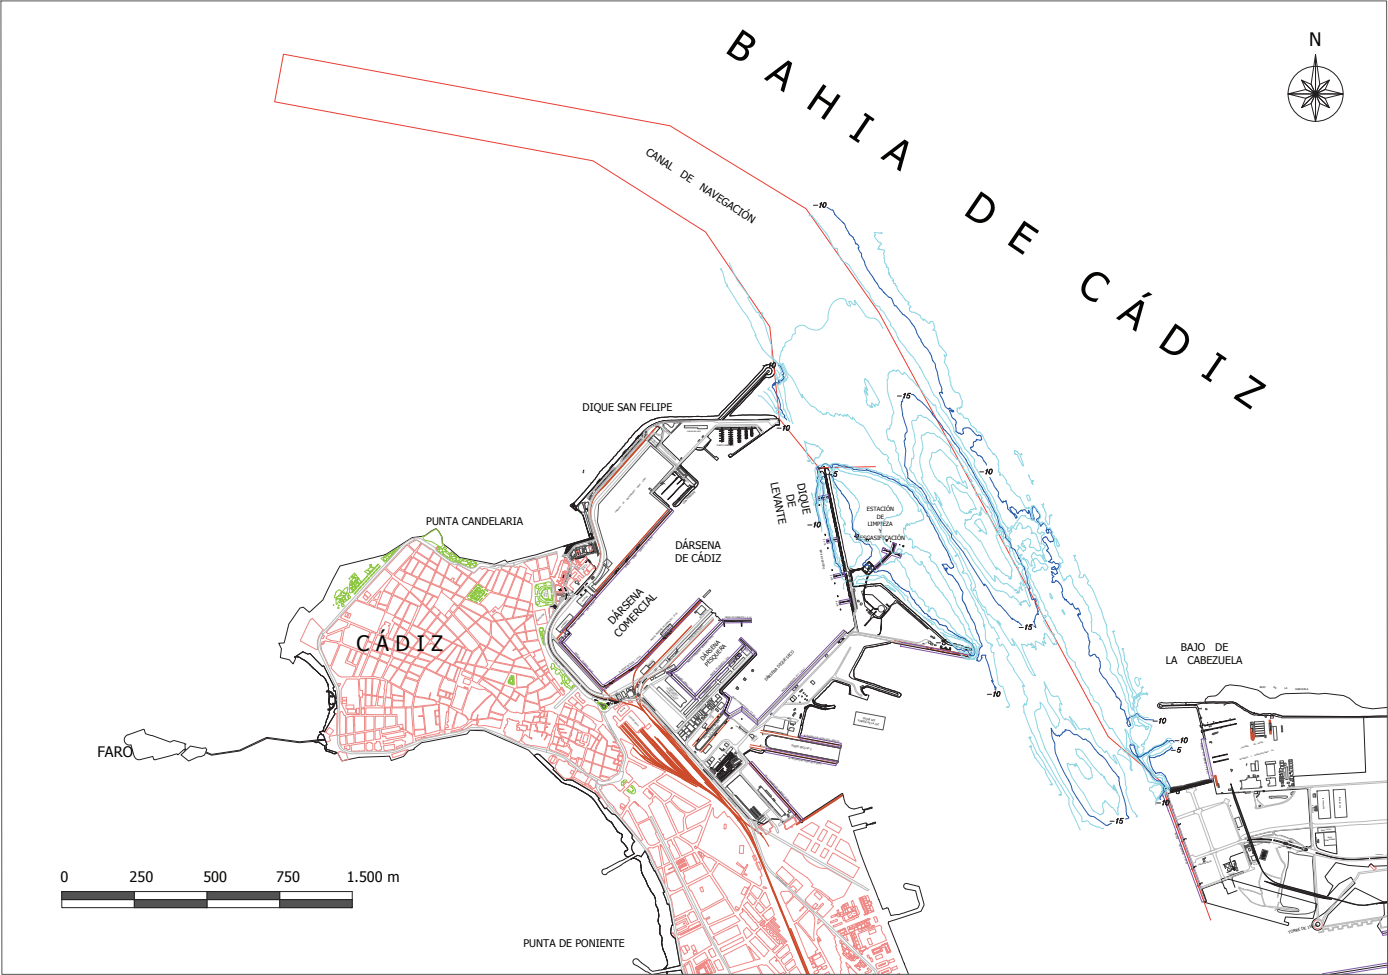 BAHIA DE CÁDIZ
N
CANAL DE NAVEGACIÓN
-10
-10
DIQUE SAN FELIPE
-15
-10
-10
-5
DIQUE
DE
LEVANTE
ESTACIÓN
DE
LIMPIEZA
Y
DESGASIFICACIÓN
-10
PUNTA CANDELARIA
DÁRSENA
DE CÁDIZ
DÁRSENA
COMERCIAL
CÁDIZ
-15
DÁRSENA
PESQUERA
BAJO DE
LA CABEZUELA
-10
-10
FARO
-10
-5
-10
-15
0 250 500 750 1.500 m
PUNTA DE PONIENTE